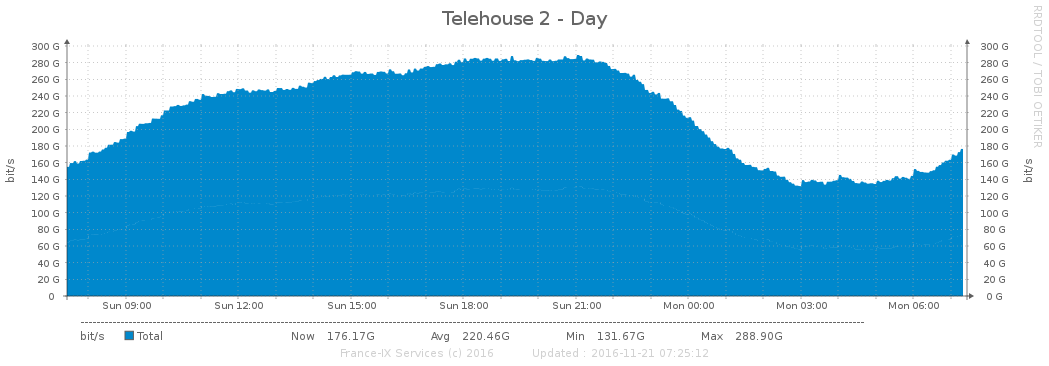 Telehouse 2 - Day
RRDTOOL / TOBI OETIKER
300 G 300 G
280 G 280 G
260 G 260 G
240 G 240 G
220 G 220 G
200 G 200 G
180 G 180 G
160 G 160 G
140 G 140 G
120 G 120 G
100 G 100 G
80 G 80 G
60 G 60 G
40 G 40 G
20 G 20 G
0 0 G
bit/s bit/s
Sun 09:00 Sun 12:00 Sun 15:00 Sun 18:00 Sun 21:00 Mon 00:00 Mon 03:00 Mon 06:00
bit/s Total Now 176.17G Avg 220.46G Min 131.67G Max 288.90G
France-IX Services (c) 2016 Updated : 2016-11-21 07:25:12